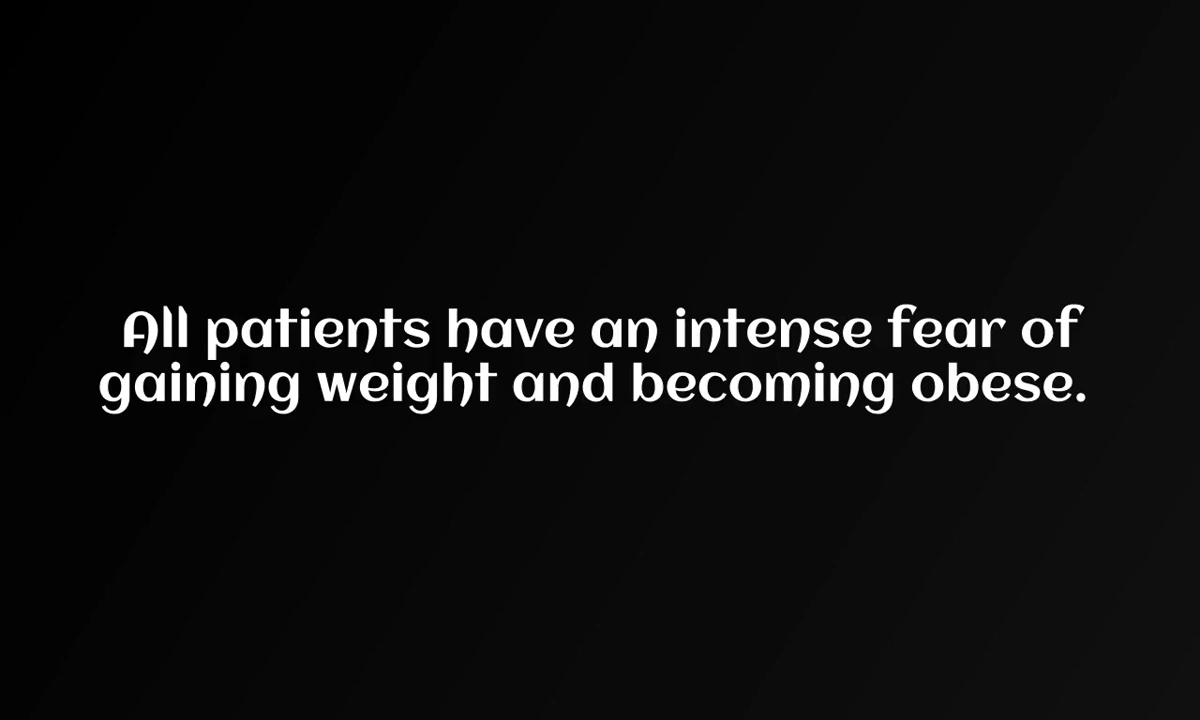 All patients have an intense fear of
gaining weight and becoming obese.